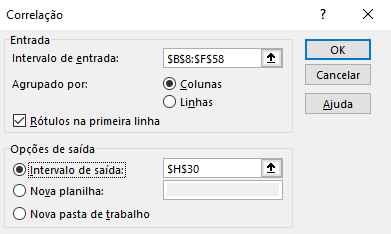 Correlação
?
Entrada
Intervalo de entrada:
$B$8:$F$58
OK
Cancelar
Agrupado por:
Colunas
Linhas
Ajuda
Rótulos na primeira linha
Opções de saída
Intervalo de saída:
$H$30
Nova planilha:
Nova pasta de trabalho